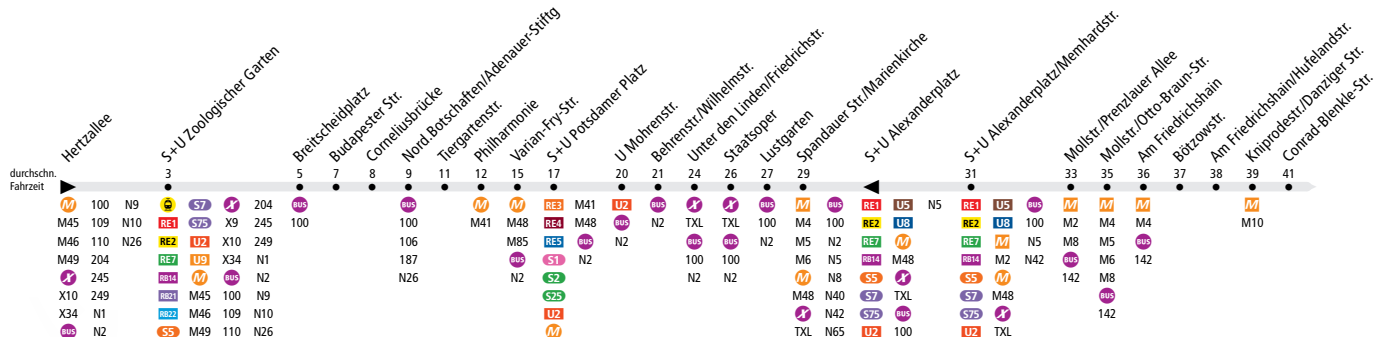 Hertzallee
S+U Zoologischer Garten
Breitscheidplatz
Budapester Str.
Corneliusbrücke
Nord.Botschaften/Adenauer-Stiftg
Tiergartenstr.
Philharmonie
Varian-Fry-Str.
S+U Potsdamer Platz
U Mohrenstr.
Behrenstr./Wilhelmstr.
Unter den Linden/Friedrichstr.
Staatsoper
Lustgarten
Spandauer Str./Marienkirche
S+U Alexanderplatz
S+U Alexanderplatz/Memhardstr.
Mollstr./Prenzlauer Allee
Mollstr./Otto-Braun-Str.
Am Friedrichshain
Bötzowstr.
Am Friedrichshain/Hufelandstr.
Kniprodestr./Danziger Str.
Conrad-Blenkle-Str.
durchschn. 3 5 7 8 9 11 12 15 17 20 21 24 26 27 29 31 33 35 36 37 38 39 41
Fahrzeit
M 100 N9 S7 X 204 BUS BUS M M RE3 M41 U2 BUS X X BUS M BUS RE1 U5 N5 RE1 U5 BUS M M M M
M45 109 N10 RE1 S75 X9 245 100 100 M41 M48 RE4 M48 BUS N2 TXL TXL 100 M4 100 RE2 U8 RE2 U8 100 M2 M4 M4 M10
M46 110 N26 RE2 U2 X10 249 106 M85 RE5 BUS N2 BUS BUS N2 M5 N2 RE7 M RE7 M N5 M8 M5 BUS
M49 204 RE7 U9 X34 N1 187 BUS S1 N2 100 100 M6 N5 RB14 M48 RB14 M2 N42 BUS M6 142
X 245 RB14 M BUS N2 N26 N2 S2 N2 N2 M N8 S5 X S5 M 142 M8
X10 249 RB21 M45 100 N9 S25 M48 N40 S7 TXL S7 M48 BUS
X34 N1 RB22 M46 109 N10 U2 X N42 S75 BUS S75 X 142
BUS N2 S5 M49 110 N26 M TXL N65 U2 100 U2 TXL